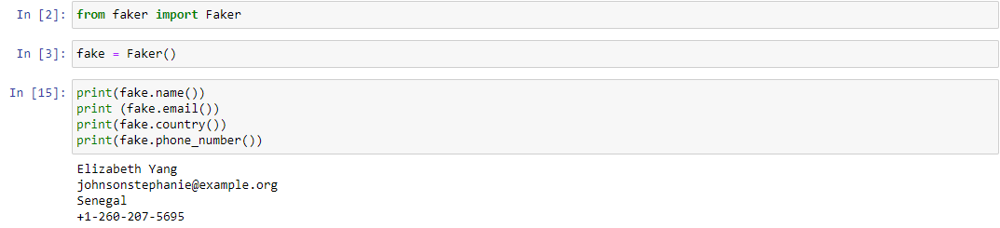 In [2]: from faker import Faker
In [3]: fake = Faker()
In [15]: print(fake.name())
print (fake.email())
print(fake.country())
print(fake.phone_number())
Elizabeth Yang
johnsonstephanie@example.org
Senegal
+1-260-207-5695